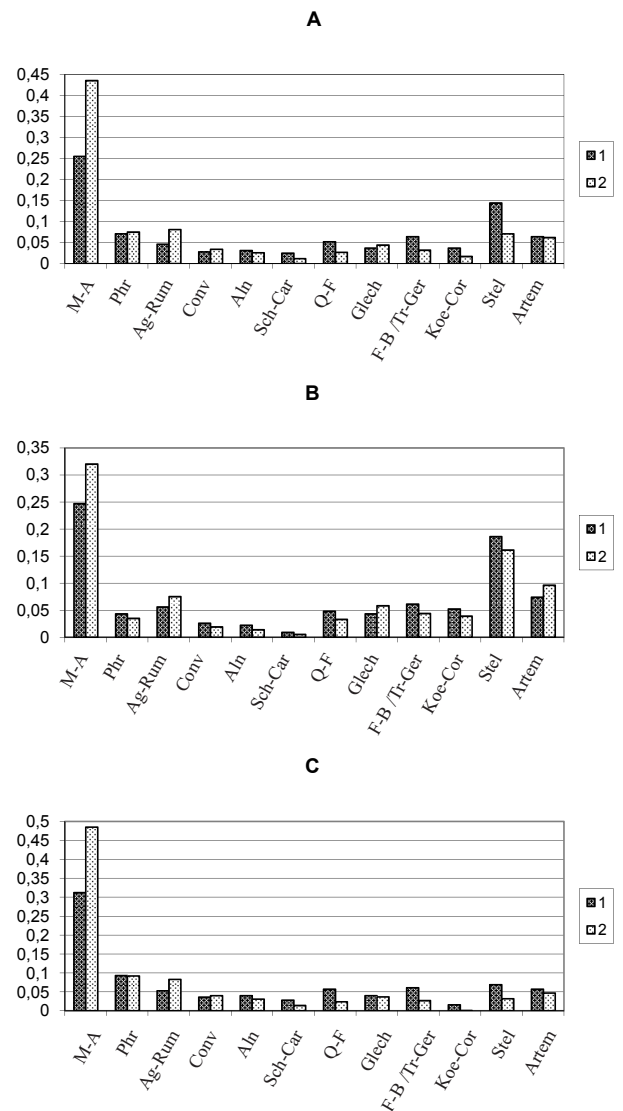 A
0,45
0,4
0,35
0,3
0,25
0,2
0,15
0,1
0,05
0
M-A
Phr
Ag-Rum
Conv
Aln
Sch-Car
Q-F
Glech
F-B /Tr-Ger
Koe-Cor
Stel
Artem
1
2
B
0,35
0,3
0,25
0,2
0,15
0,1
0,05
0
M-A
Phr
Ag-Rum
Conv
Aln
Sch-Car
Q-F
Glech
F-B /Tr-Ger
Koe-Cor
Stel
Artem
1
2
C
0,5
0,45
0,4
0,35
0,3
0,25
0,2
0,15
0,1
0,05
0
M-A
Phr
Ag-Rum
Conv
Aln
Sch-Car
Q-F
Glech
F-B /Tr-Ger
Koe-Cor
Stel
Artem
1
2